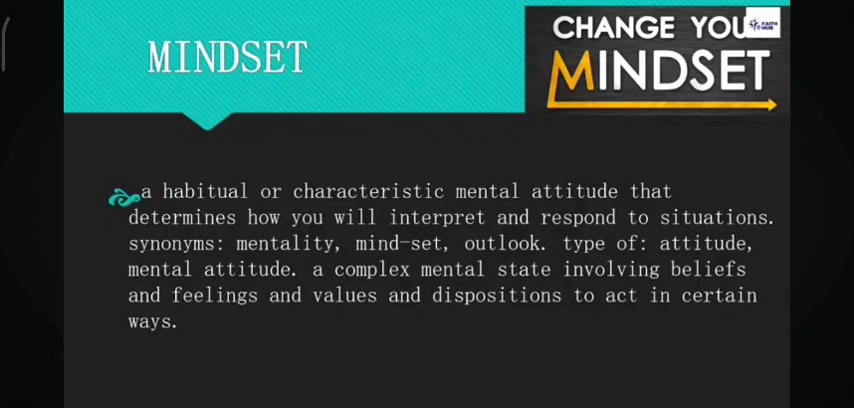 MINDSET
CHANGE YOU
FAITH
HUB
MINDSET
a habitual or characteristic mental attitude that
determines how you will interpret and respond to situations.
synonyms: mentality, mind-set, outlook. type of: attitude,
mental attitude. a complex mental state involving beliefs
and feelings and values and dispositions to act in certain
ways.